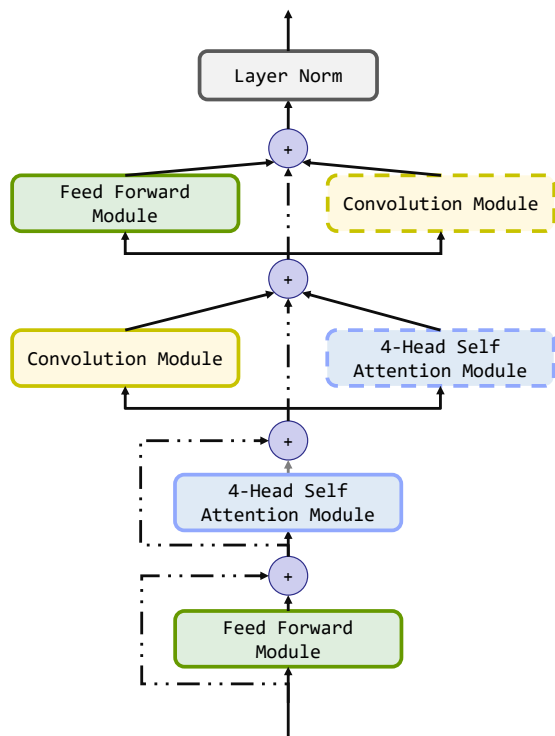 Layer Norm
+
Feed Forward
Module
Convolution Module
+
Convolution Module
4-Head Self
Attention Module
+
4-Head Self
Attention Module
+
Feed Forward
Module